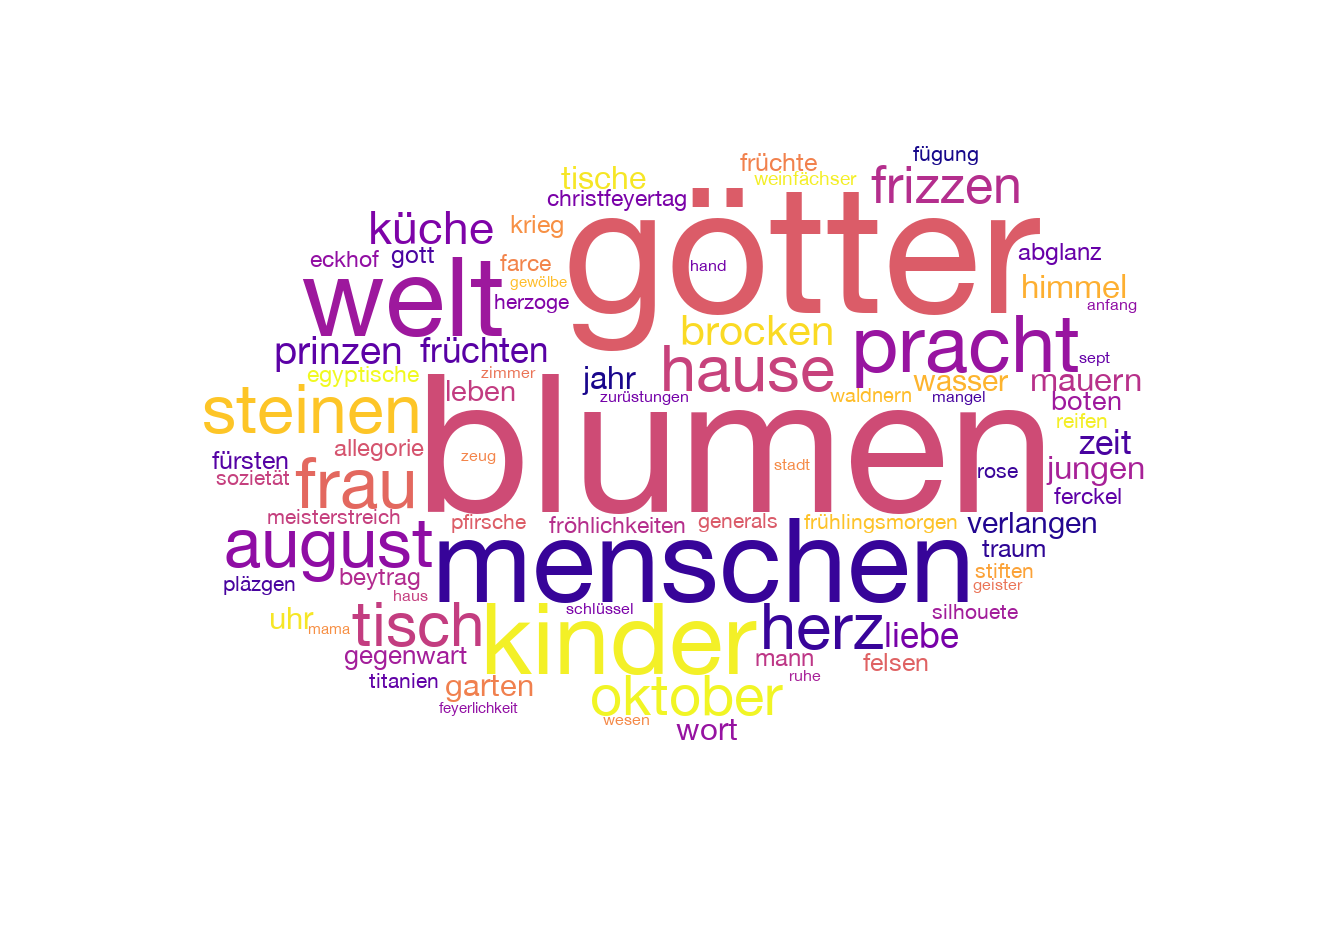 fügung
früchte
tische
weinfächser
frizzen
christfeyertag
götter
küche
krieg
abglanz
eckhof
gott
farce
hand
himmel
gewölbe
welt
herzoge
anfang
brocken
pracht
prinzen
früchten
sept
hause
egyptische
zimmer
jahr
wasser
mauern
leben
zurüstungen
waldnern
mangel
boten
steinen
blumen
reifen
allegorie
zeit
fürsten
zeug
stadt
rose
jungen
sozietät
frau
ferckel
meisterstreich
pfirsche
fröhlichkeiten
generals
frühlingsmorgen
verlangen
august
traum
menschen
stiften
pläzgen
beytrag
geister
haus
schlüssel
silhouete
uhr
mama
tisch
kinder
herz
liebe
gegenwart
mann
felsen
titanien
garten
ruhe
oktober
feyerlichkeit
wesen
wort